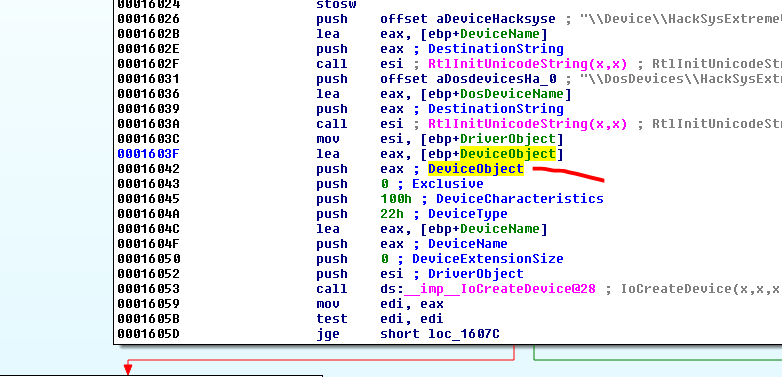 00016024 stosw
00016026 push offset aDeviceHacksyse ; "\\Device\\HackSysExtreme
0001602B lea eax, [ebp+DeviceName]
0001602E push eax ; DestinationString
0001602F call esi ; RtlInitUnicodeString(x,x) ; RtlInitUnicodeSt
00016031 push offset aDosdevicesHa_0 ; "\\DosDevices\\HackSysExt
00016036 lea eax, [ebp+DosDeviceName]
00016039 push eax ; DestinationString
0001603A call esi ; RtlInitUnicodeString(x,x) ; RtlInitUnicodeSt
0001603C mov esi, [ebp+DriverObject]
0001603F lea eax, [ebp+DeviceObject]
00016042 push eax ; DeviceObject
00016043 push 0 ; Exclusive
00016045 push 100h ; DeviceCharacteristics
0001604A push 22h ; DeviceType
0001604C lea eax, [ebp+DeviceName]
0001604F push eax ; DeviceName
00016050 push 0 ; DeviceExtensionSize
00016052 push esi ; DriverObject
00016053 call ds:__imp__IoCreateDevice@28 ; IoCreateDevice(x,x,x
00016059 mov edi, eax
0001605B test edi, edi
0001605D jge short loc_1607C